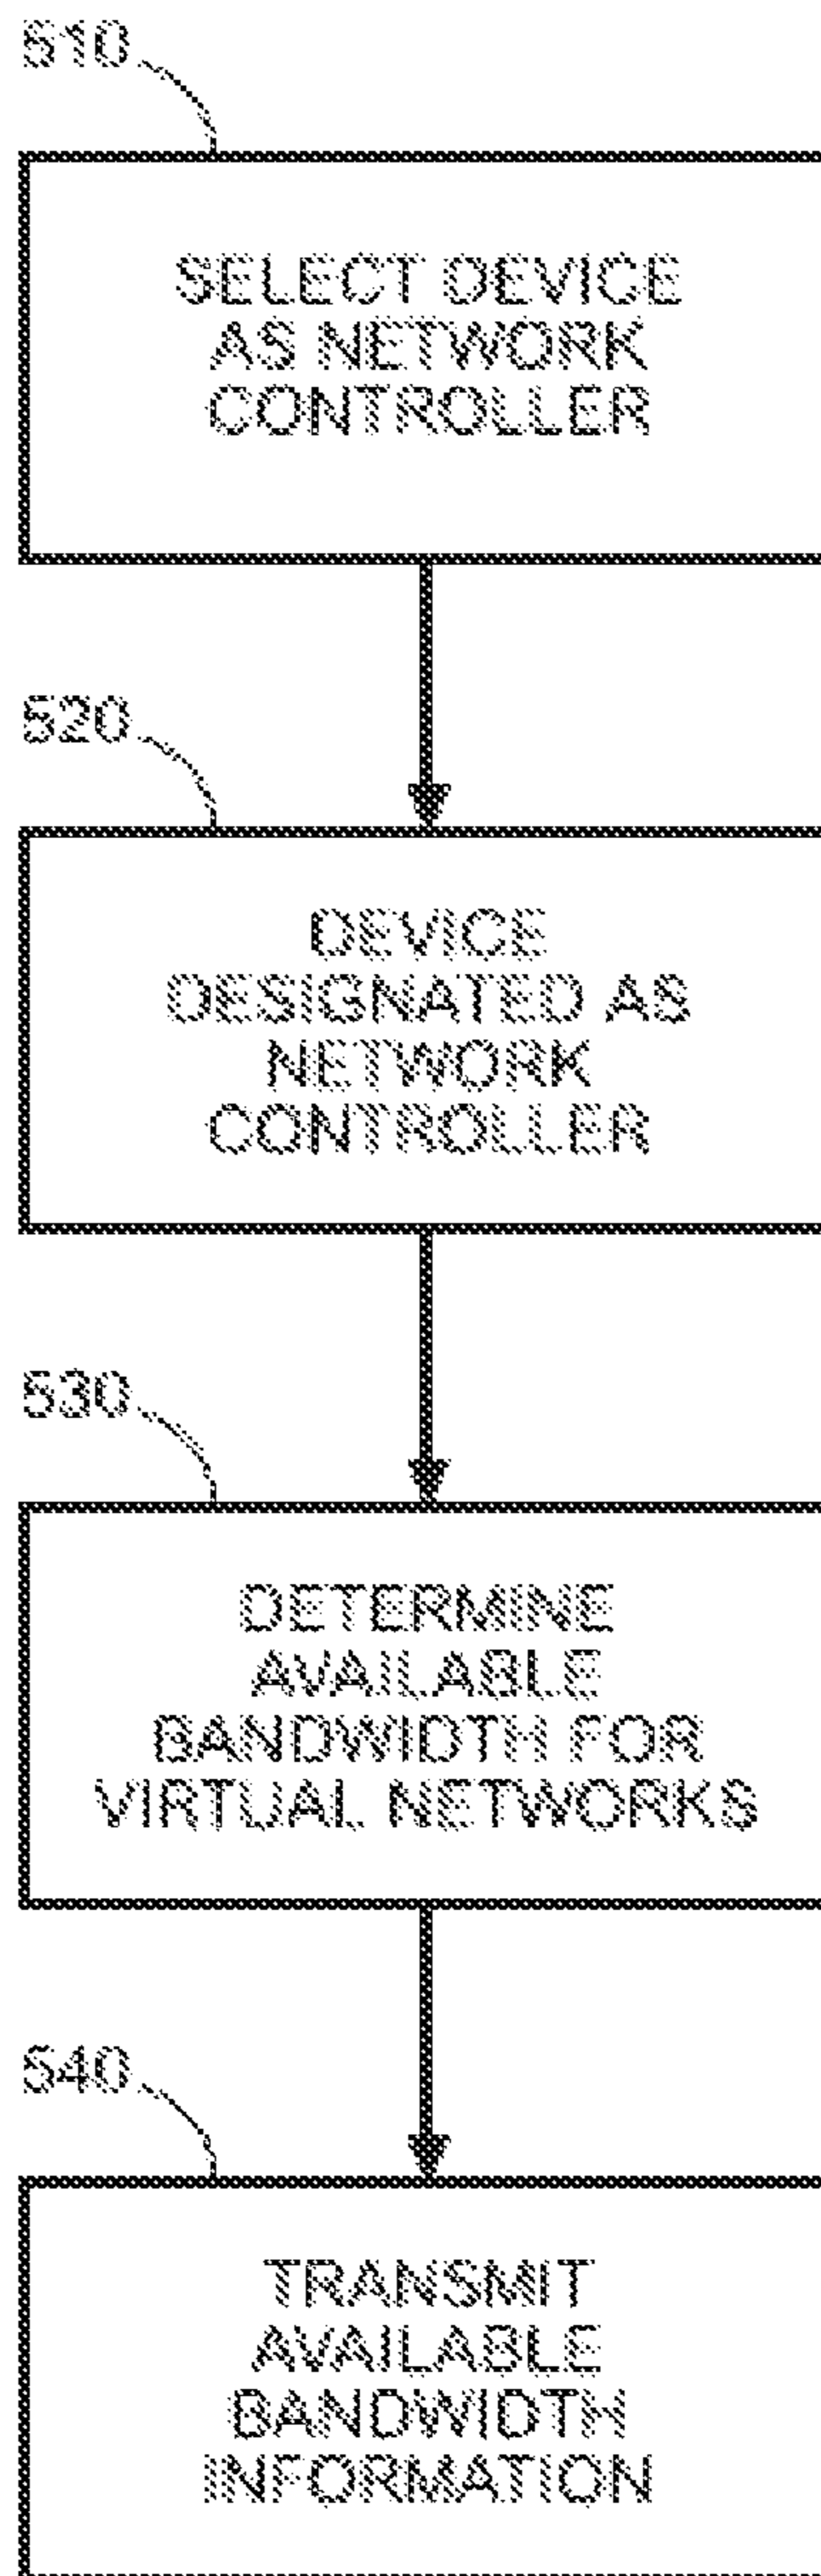 510
SELECT DEVICE
AS NETWORK
CONTROLLER
520
DEVICE
DESIGNATED AS
NETWORK
CONTROLLER
530
DETERMINE
AVAILABLE
BANDWIDTH FOR
VIRTUAL NETWORKS
540
TRANSMIT
AVAILABLE
BANDWIDTH
INFORMATION